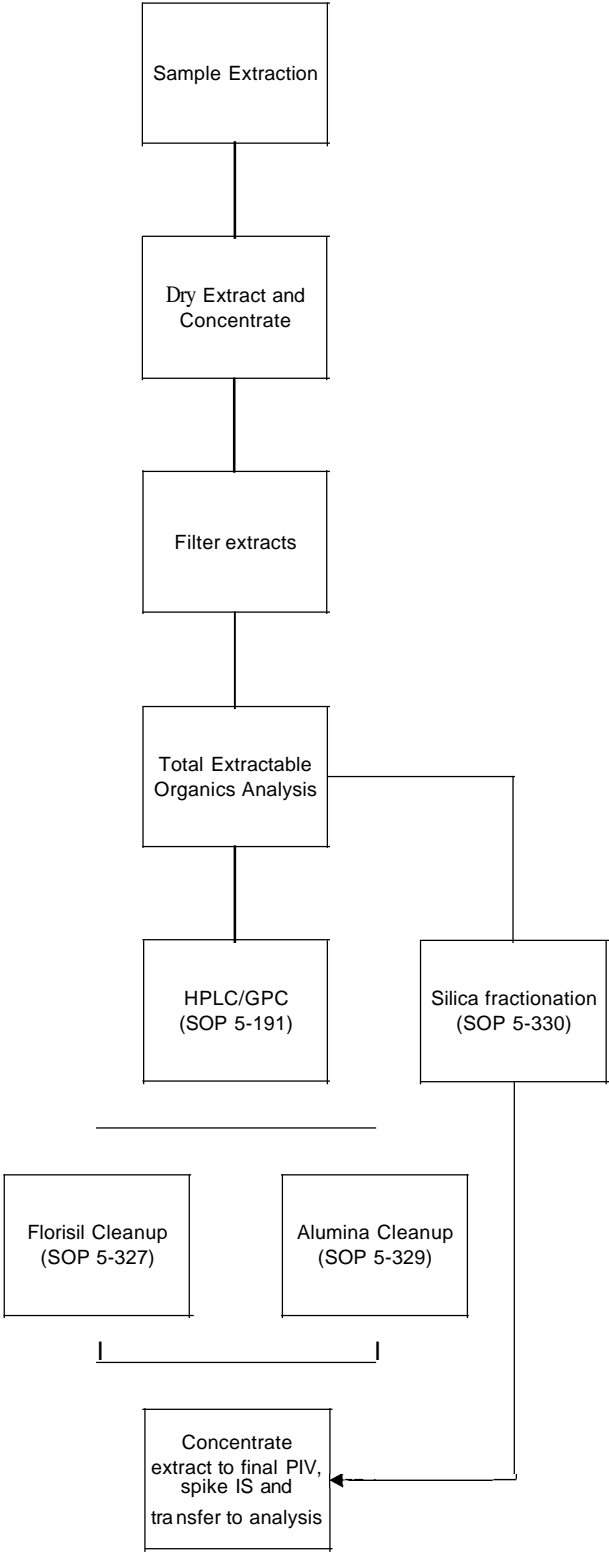 Sample Extraction
Dry Extract and
Concentrate
Filter extracts
Total Extractable
Organics Analysis
HPLC/GPC
(SOP 5-191)
Silica fractionation
(SOP 5-330)
Florisil Cleanup
(SOP 5-327)
Alumina Cleanup
(SOP 5-329)
Concentrate
extract to final PIV,
spike IS and
transfer to analysis